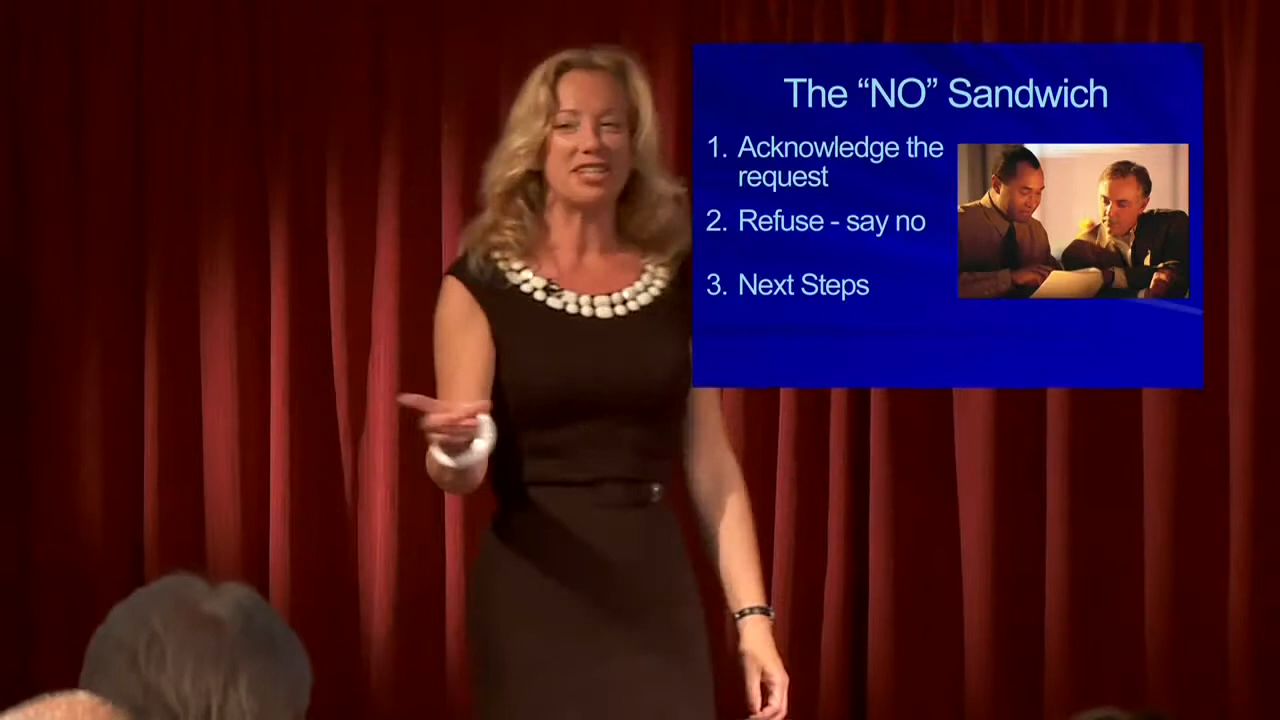 The “NO” Sandwich
1. Acknowledge the
request
2. Refuse - say no
3. Next Steps